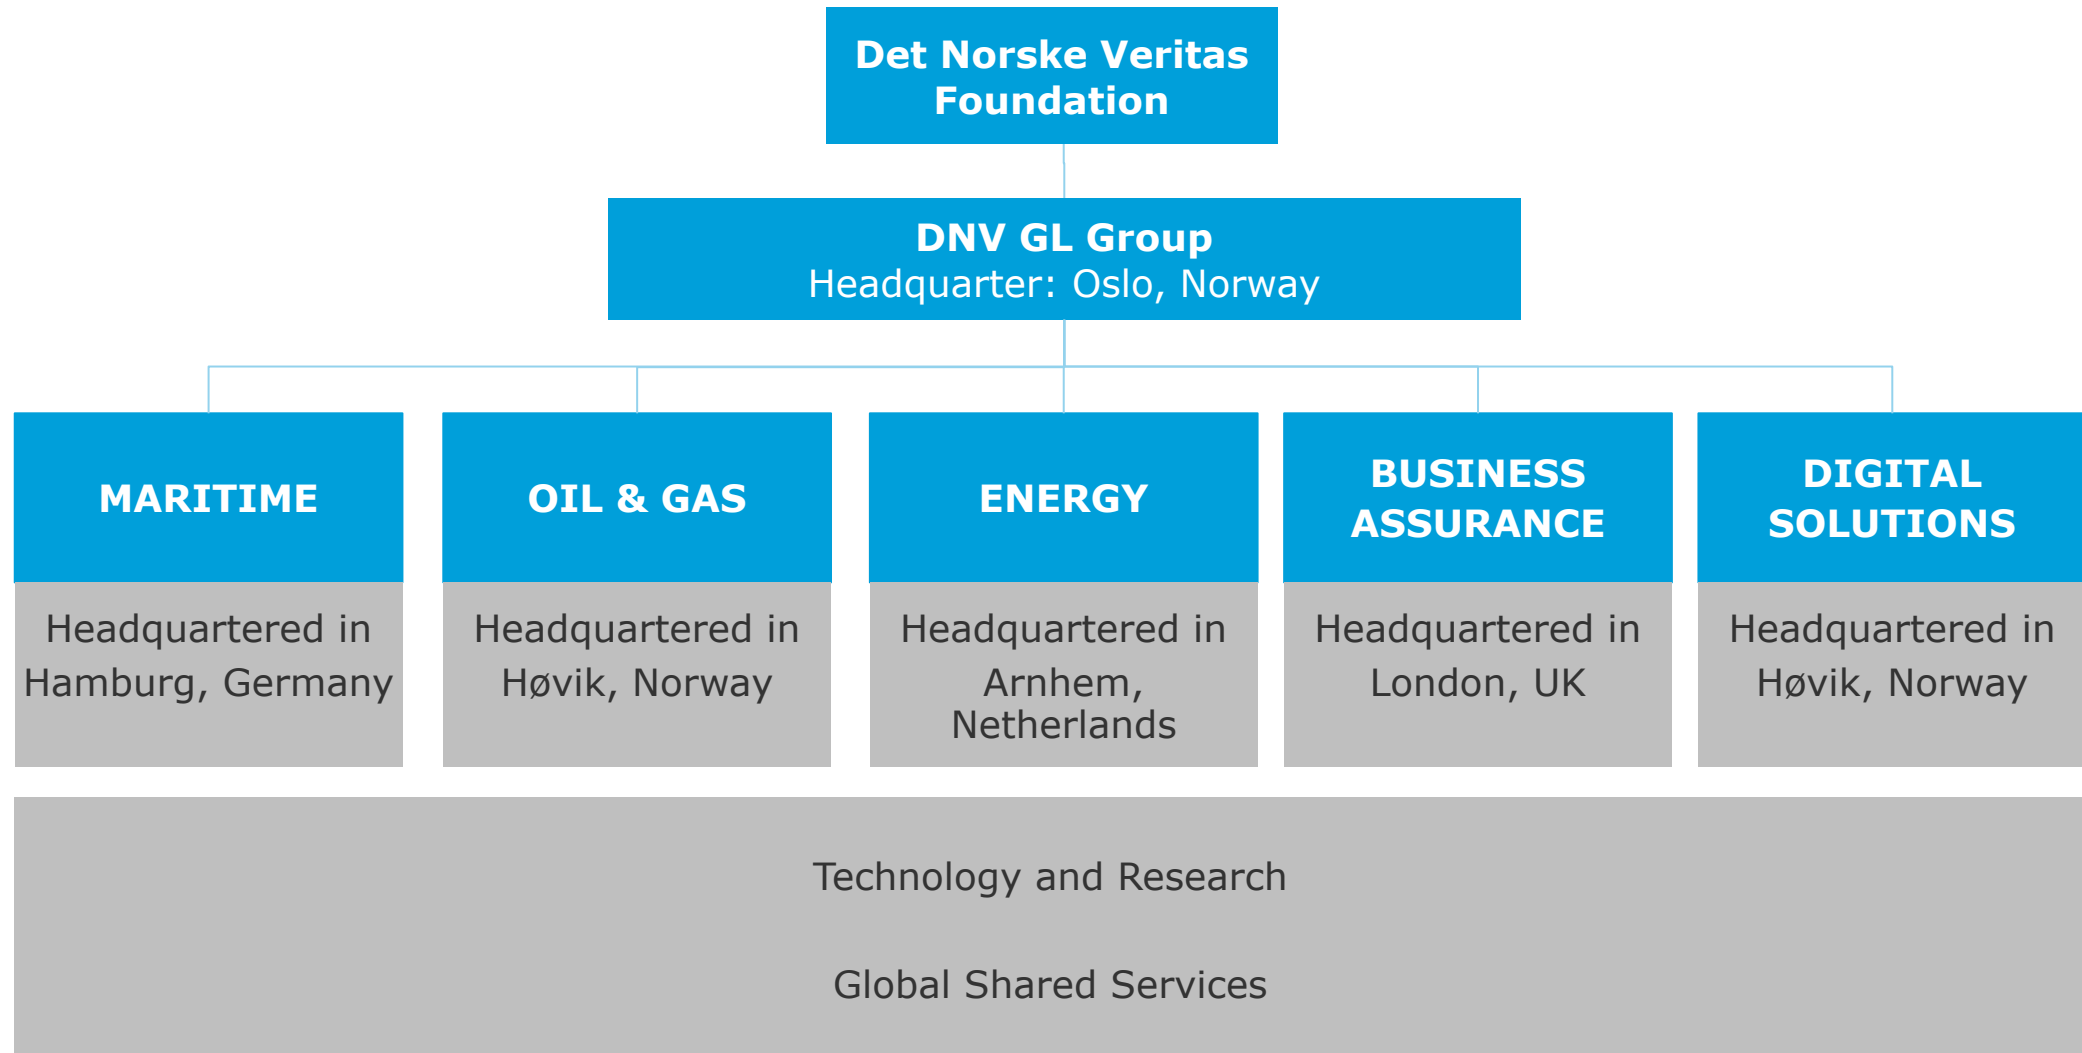 Det Norske Veritas
Foundation
DNV GL Group
Headquarter: Oslo, Norway
MARITIME
Headquartered in
Hamburg, Germany
OIL & GAS
Headquartered in
Høvik, Norway
ENERGY
Headquartered in
Arnhem,
Netherlands
BUSINESS
ASSURANCE
Headquartered in
London, UK
DIGITAL
SOLUTIONS
Headquartered in
Høvik, Norway
Technology and Research
Global Shared Services